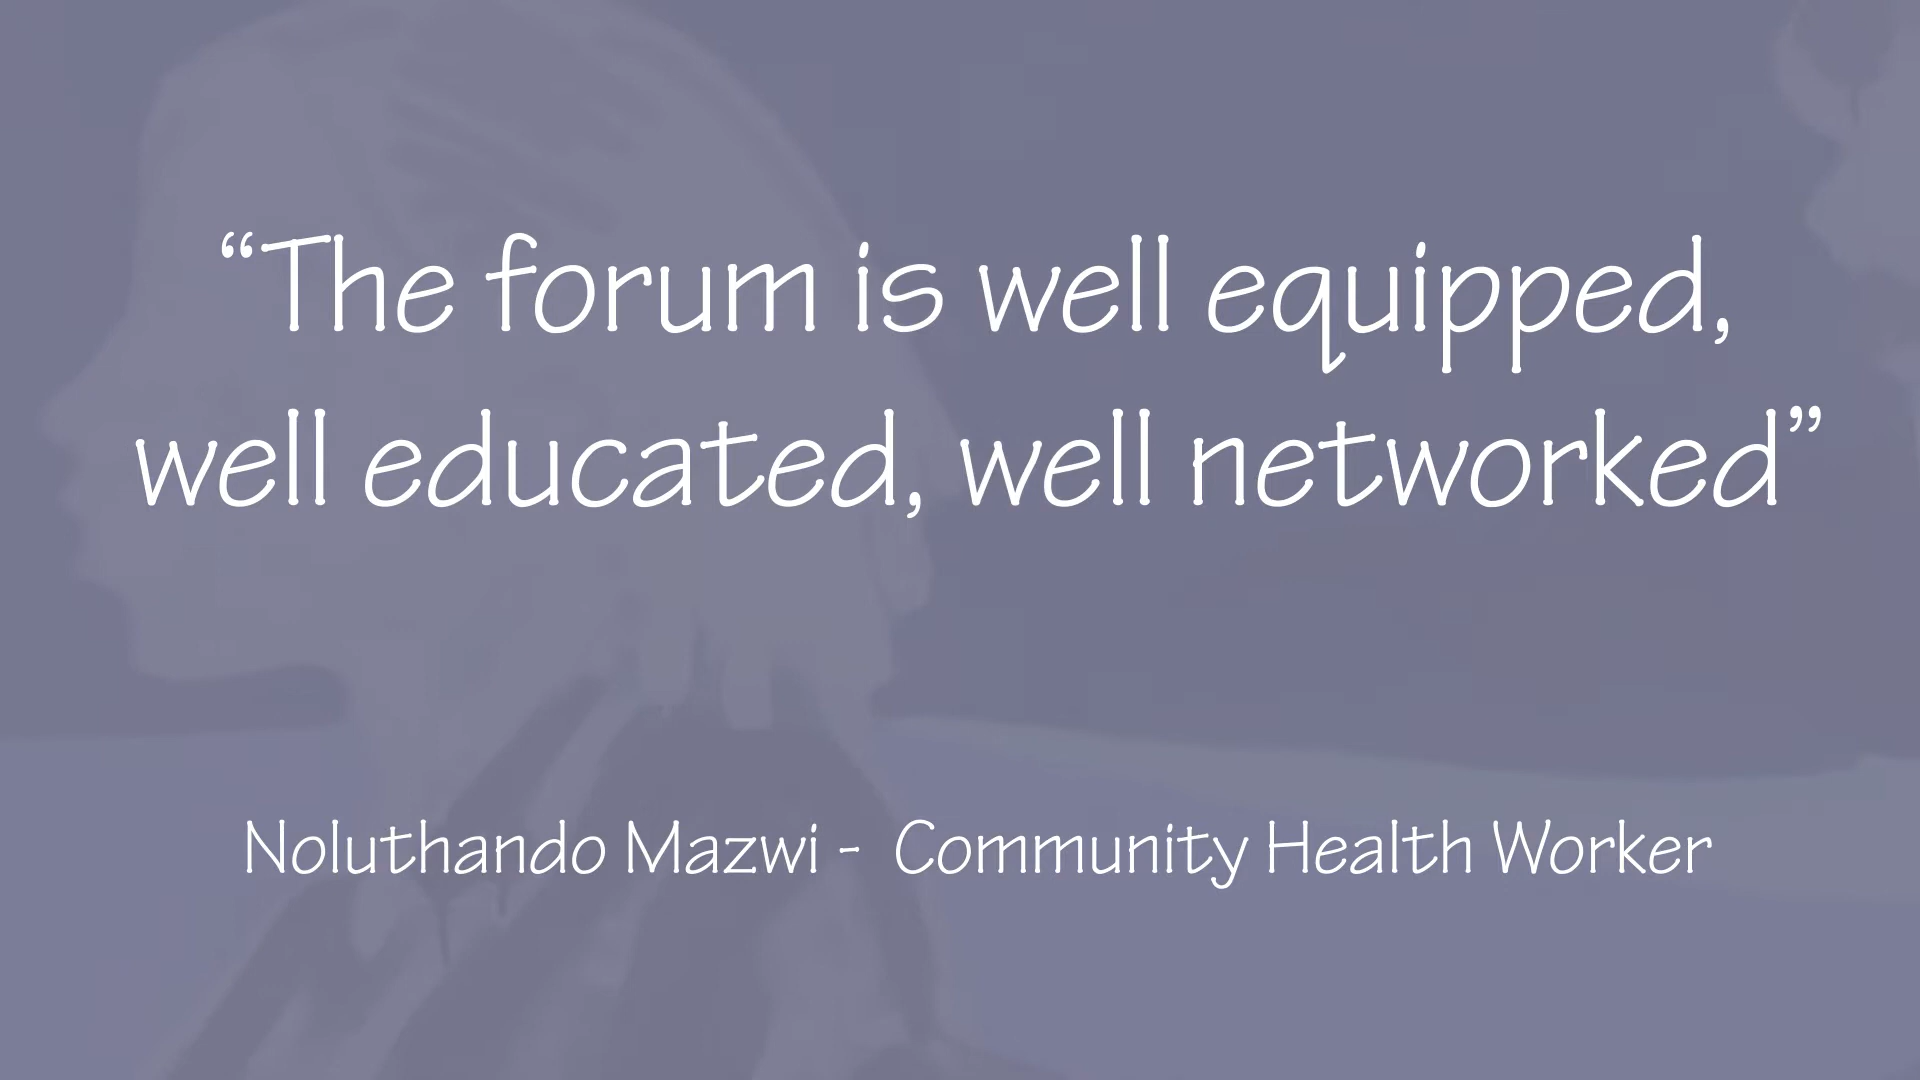 “The forum is well equipped,
well educated, well networked”
Noluthando Mazwi -  Community Health Worker